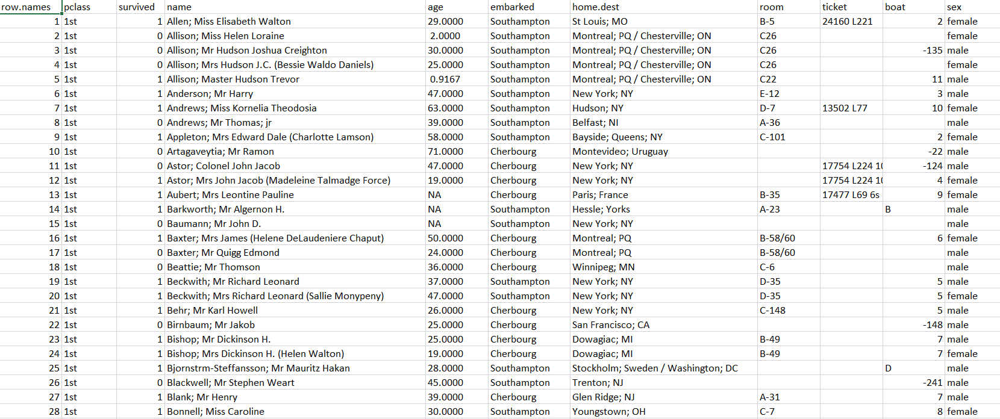 row.names pclass survived name age embarked home.dest room ticket boat sex
1 1st 1 Allen; Miss Elisabeth Walton 29.0000 Southampton St Louis; MO B-5 24160 L221 2 female
2 1st 0 Allison; Miss Helen Loraine 2.0000 Southampton Montreal; PQ / Chesterville; ON C26 female
3 1st 0 Allison; Mr Hudson Joshua Creighton 30.0000 Southampton Montreal; PQ / Chesterville; ON C26 -135 male
4 1st 0 Allison; Mrs Hudson J.C. (Bessie Waldo Daniels) 25.0000 Southampton Montreal; PQ / Chesterville; ON C26 female
5 1st 1 Allison; Master Hudson Trevor 0.9167 Southampton Montreal; PQ / Chesterville; ON C22 11 male
6 1st 1 Anderson; Mr Harry 47.0000 Southampton New York; NY E-12 3 male
7 1st 1 Andrews; Miss Kornelia Theodosia 63.0000 Southampton Hudson; NY D-7 13502 L77 10 female
8 1st 0 Andrews; Mr Thomas; jr 39.0000 Southampton Belfast; NI A-36 male
9 1st 1 Appleton; Mrs Edward Dale (Charlotte Lamson) 58.0000 Southampton Bayside; Queens; NY C-101 2 female
10 1st 0 Artagaveytia; Mr Ramon 71.0000 Cherbourg Montevideo; Uruguay -22 male
11 1st 0 Astor; Colonel John Jacob 47.0000 Cherbourg New York; NY 17754 L224 10 -124 male
12 1st 1 Astor; Mrs John Jacob (Madeleine Talmadge Force) 19.0000 Cherbourg New York; NY 17754 L224 10 4 female
13 1st 1 Aubert; Mrs Leontine Pauline NA Cherbourg Paris; France B-35 17477 L69 6s 9 female
14 1st 1 Barkworth; Mr Algernon H. NA Southampton Hessle; Yorks A-23 B male
15 1st 0 Baumann; Mr John D. NA Southampton New York; NY male
16 1st 1 Baxter; Mrs James (Helene DeLaudeniere Chaput) 50.0000 Cherbourg Montreal; PQ B-58/60 6 female
17 1st 0 Baxter; Mr Quigg Edmond 24.0000 Cherbourg Montreal; PQ B-58/60 male
18 1st 0 Beattie; Mr Thomson 36.0000 Cherbourg Winnipeg; MN C-6 male
19 1st 1 Beckwith; Mr Richard Leonard 37.0000 Southampton New York; NY D-35 5 male
20 1st 1 Beckwith; Mrs Richard Leonard (Sallie Monypeny) 47.0000 Southampton New York; NY D-35 5 female
21 1st 1 Behr; Mr Karl Howell 26.0000 Cherbourg New York; NY C-148 5 male
22 1st 0 Birnbaum; Mr Jakob 25.0000 Cherbourg San Francisco; CA -148 male
23 1st 1 Bishop; Mr Dickinson H. 25.0000 Cherbourg Dowagiac; MI B-49 7 male
24 1st 1 Bishop; Mrs Dickinson H. (Helen Walton) 19.0000 Cherbourg Dowagiac; MI B-49 7 female
25 1st 1 Bjornstrm-Steffansson; Mr Mauritz Hakan 28.0000 Southampton Stockholm; Sweden / Washington; DC D male
26 1st 0 Blackwell; Mr Stephen Weart 45.0000 Southampton Trenton; NJ -241 male
27 1st 1 Blank; Mr Henry 39.0000 Cherbourg Glen Ridge; NJ A-31 7 male
28 1st 1 Bonnell; Miss Caroline 30.0000 Southampton Youngstown; OH C-7 8 female